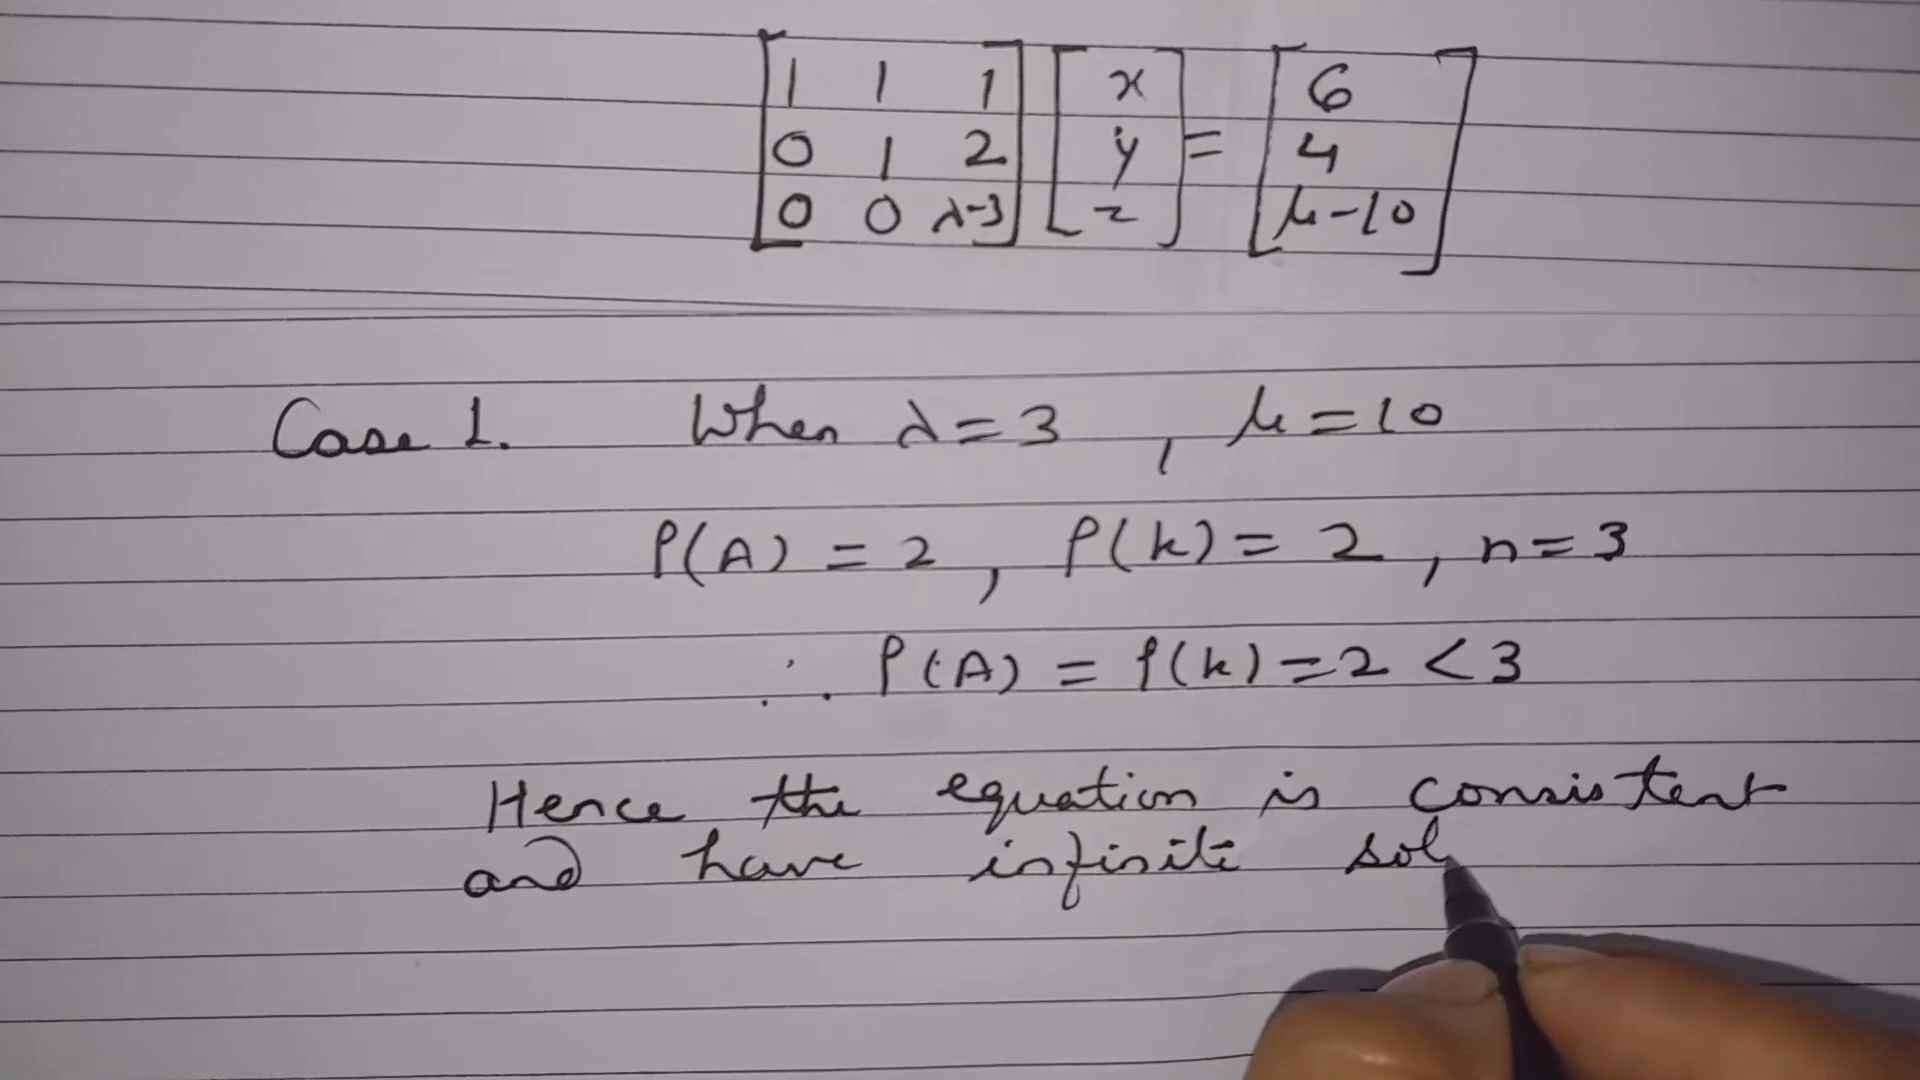 [1 1 1] [x] = [6]
[0 1 2] [y] [4]
[0 0 λ-3] [z] [μ-10]
Case 1. When λ=3, μ=10
ρ(A) = 2, ρ(k) = 2, n=3
∴ ρ(A) = ρ(k) = 2 < 3
Hence the equation is consistent
and have infinite sol